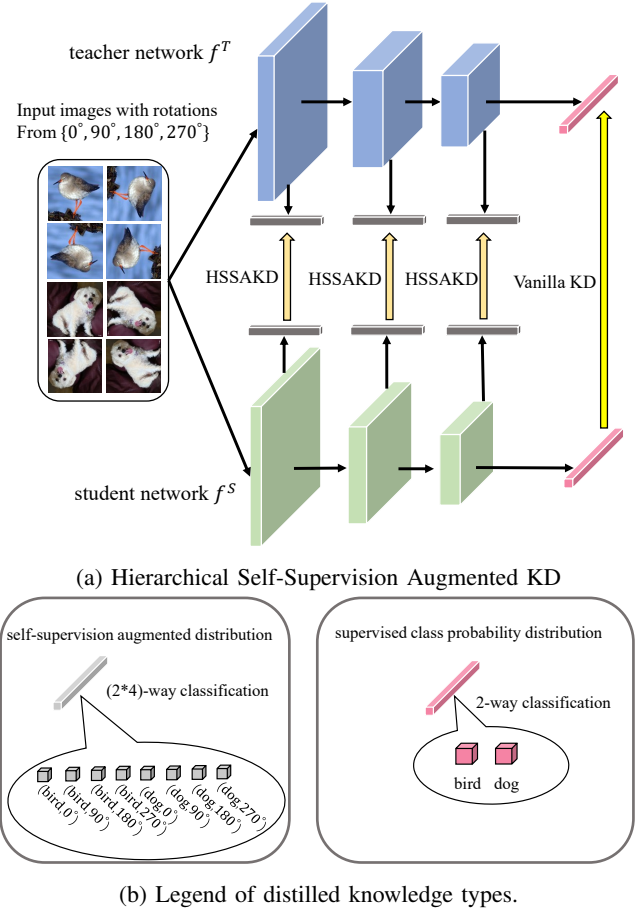 teacher network f^T
Input images with rotations
From {0°, 90°, 180°, 270°}
HSSAKD
HSSAKD
HSSAKD
Vanilla KD
student network f^S
(a) Hierarchical Self-Supervision Augmented KD
self-supervision augmented distribution
(2*4)-way classification
(bird,0°)
(bird,90°)
(bird,180°)
(bird,270°)
(dog,0°)
(dog,90°)
(dog,180°)
(dog,270°)
supervised class probability distribution
2-way classification
bird dog
(b) Legend of distilled knowledge types.